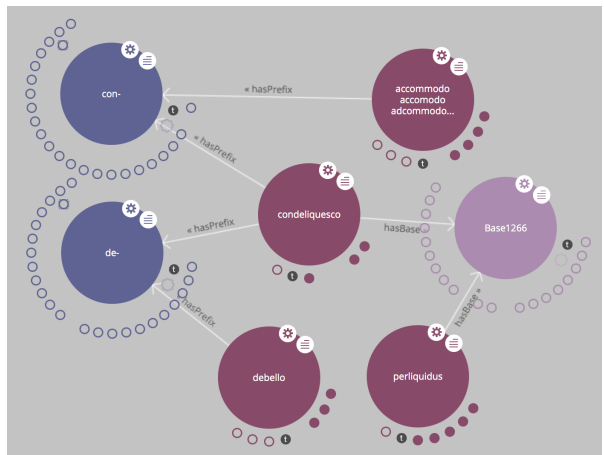 con-
accommodo
accomodo
adcommodo...
« hasPrefix
t
t
« hasPrefix
condeliquesco
« hasPrefix
hasBase »
Base1266
t
de-
t
t
« hasPrefix
hasBase »
debello
perliquidus
t
t